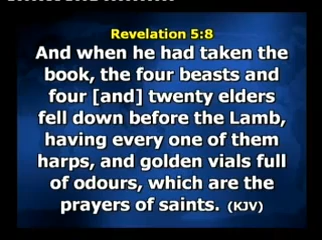 Revelation 5:8
And when he had taken the
book, the four beasts and
four [and] twenty elders
fell down before the Lamb,
having every one of them
harps, and golden vials full
of odours, which are the
prayers of saints. (KJV)